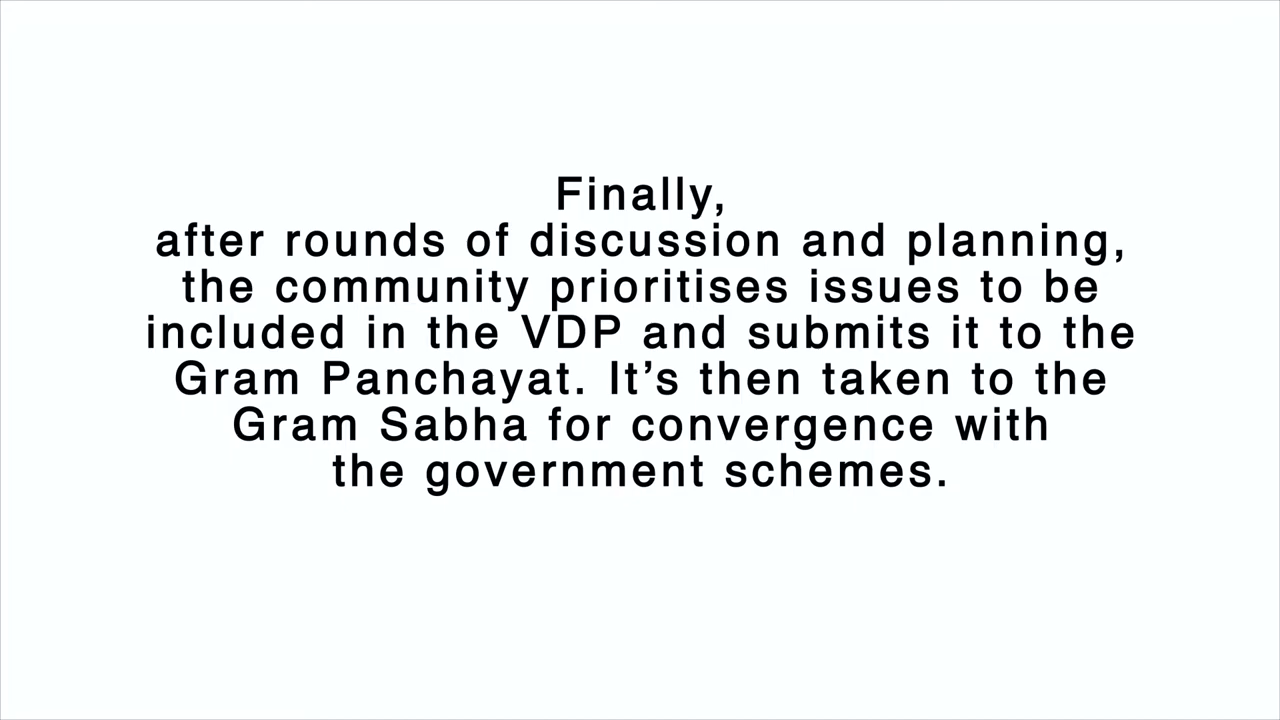 Finally,
after rounds of discussion and planning,
the community prioritises issues to be
included in the VDP and submits it to the
Gram Panchayat. It’s then taken to the
Gram Sabha for convergence with
the government schemes.